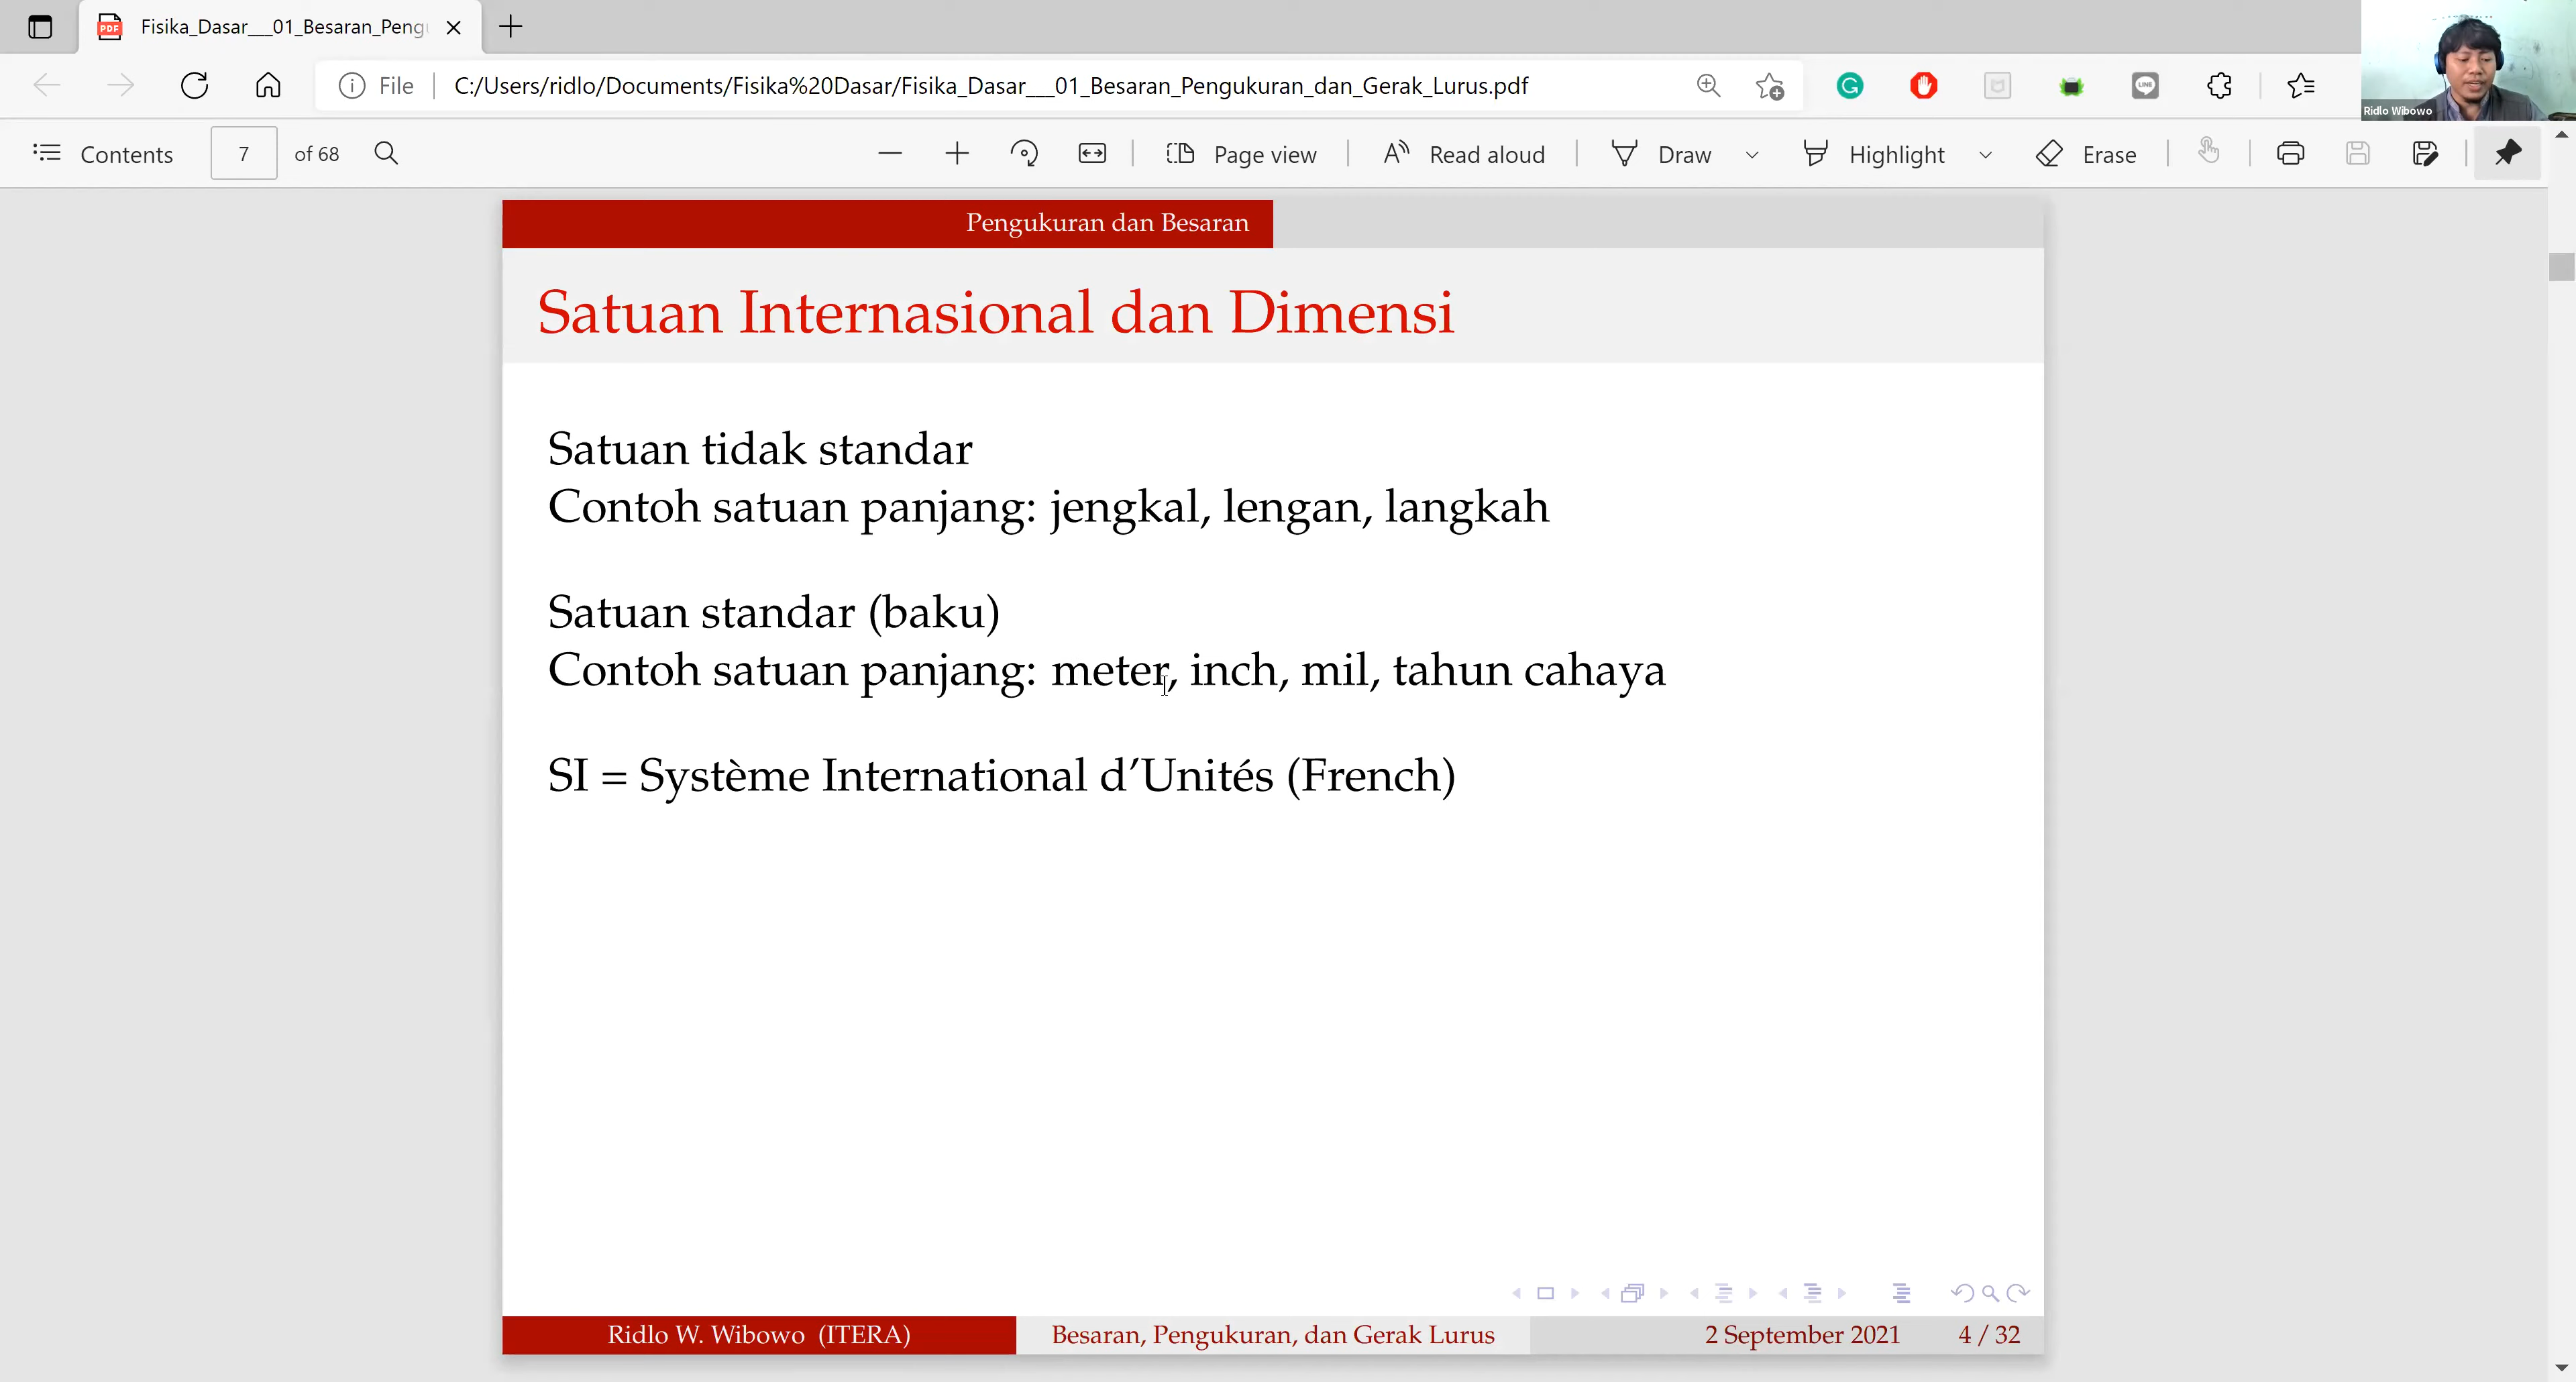 Fisika_Dasar___01_Besaran_Peng
File
C:/Users/ridlo/Documents/Fisika%20Dasar/Fisika_Dasar___01_Besaran_Pengukuran_dan_Gerak_Lurus.pdf
Ridlo Wibowo
Contents
7
of 68
Page view
Read aloud
Draw
Highlight
Erase
Pengukuran dan Besaran
Satuan Internasional dan Dimensi
Satuan tidak standar
Contoh satuan panjang: jengkal, lengan, langkah
Satuan standar (baku)
Contoh satuan panjang: meter, inch, mil, tahun cahaya
SI = Système International d’Unités (French)
Ridlo W. Wibowo (ITERA)
Besaran, Pengukuran, dan Gerak Lurus
2 September 2021
4 / 32